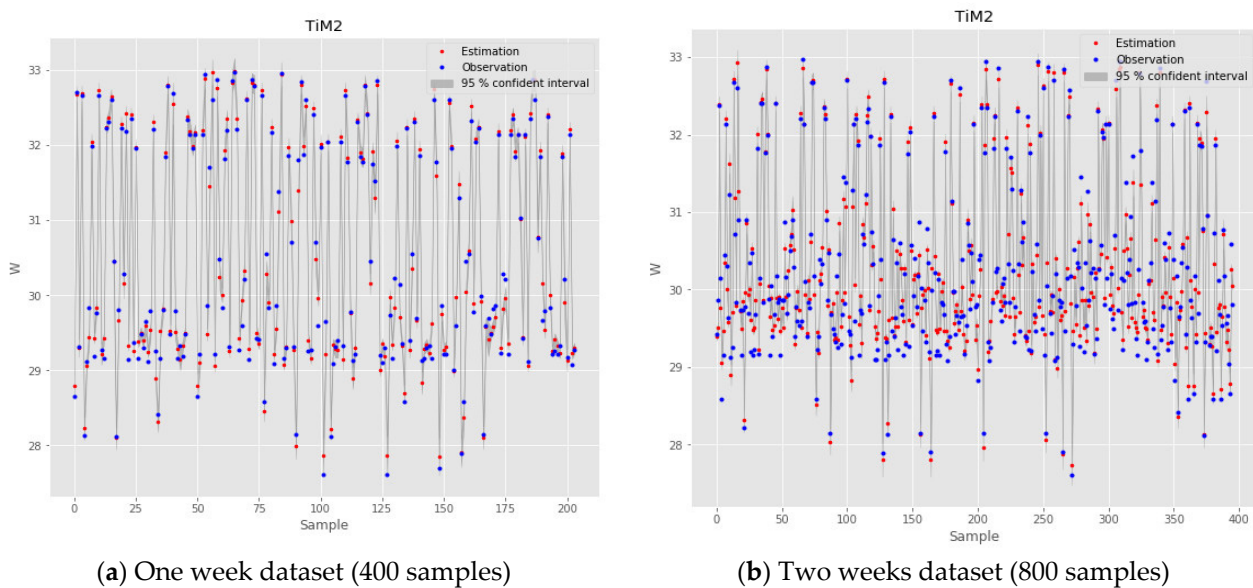 TiM2
Estimation
Observation
95 % confident interval
33
32
31
30
29
28
W
0
25
50
75
100
125
150
175
200
Sample
(a) One week dataset (400 samples)
TiM2
Estimation
Observation
95 % confident interval
33
32
31
30
29
28
W
0
50
100
150
200
250
300
350
400
Sample
(b) Two weeks dataset (800 samples)